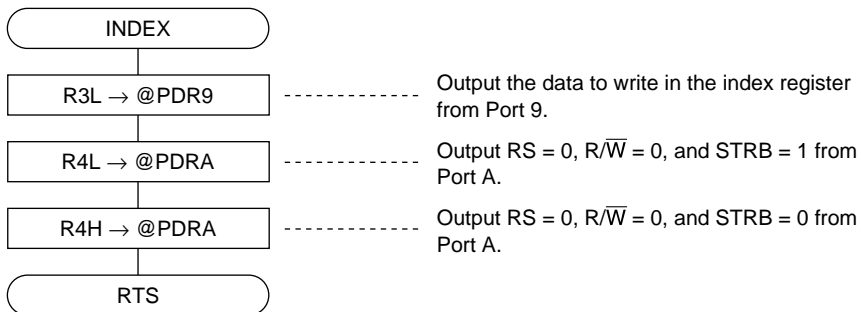 INDEX
R3L → @PDR9
Output the data to write in the index register
from Port 9.
R4L → @PDRA
Output RS = 0, R/W̅ = 0, and STRB = 1 from
Port A.
R4H → @PDRA
Output RS = 0, R/W̅ = 0, and STRB = 0 from
Port A.
RTS